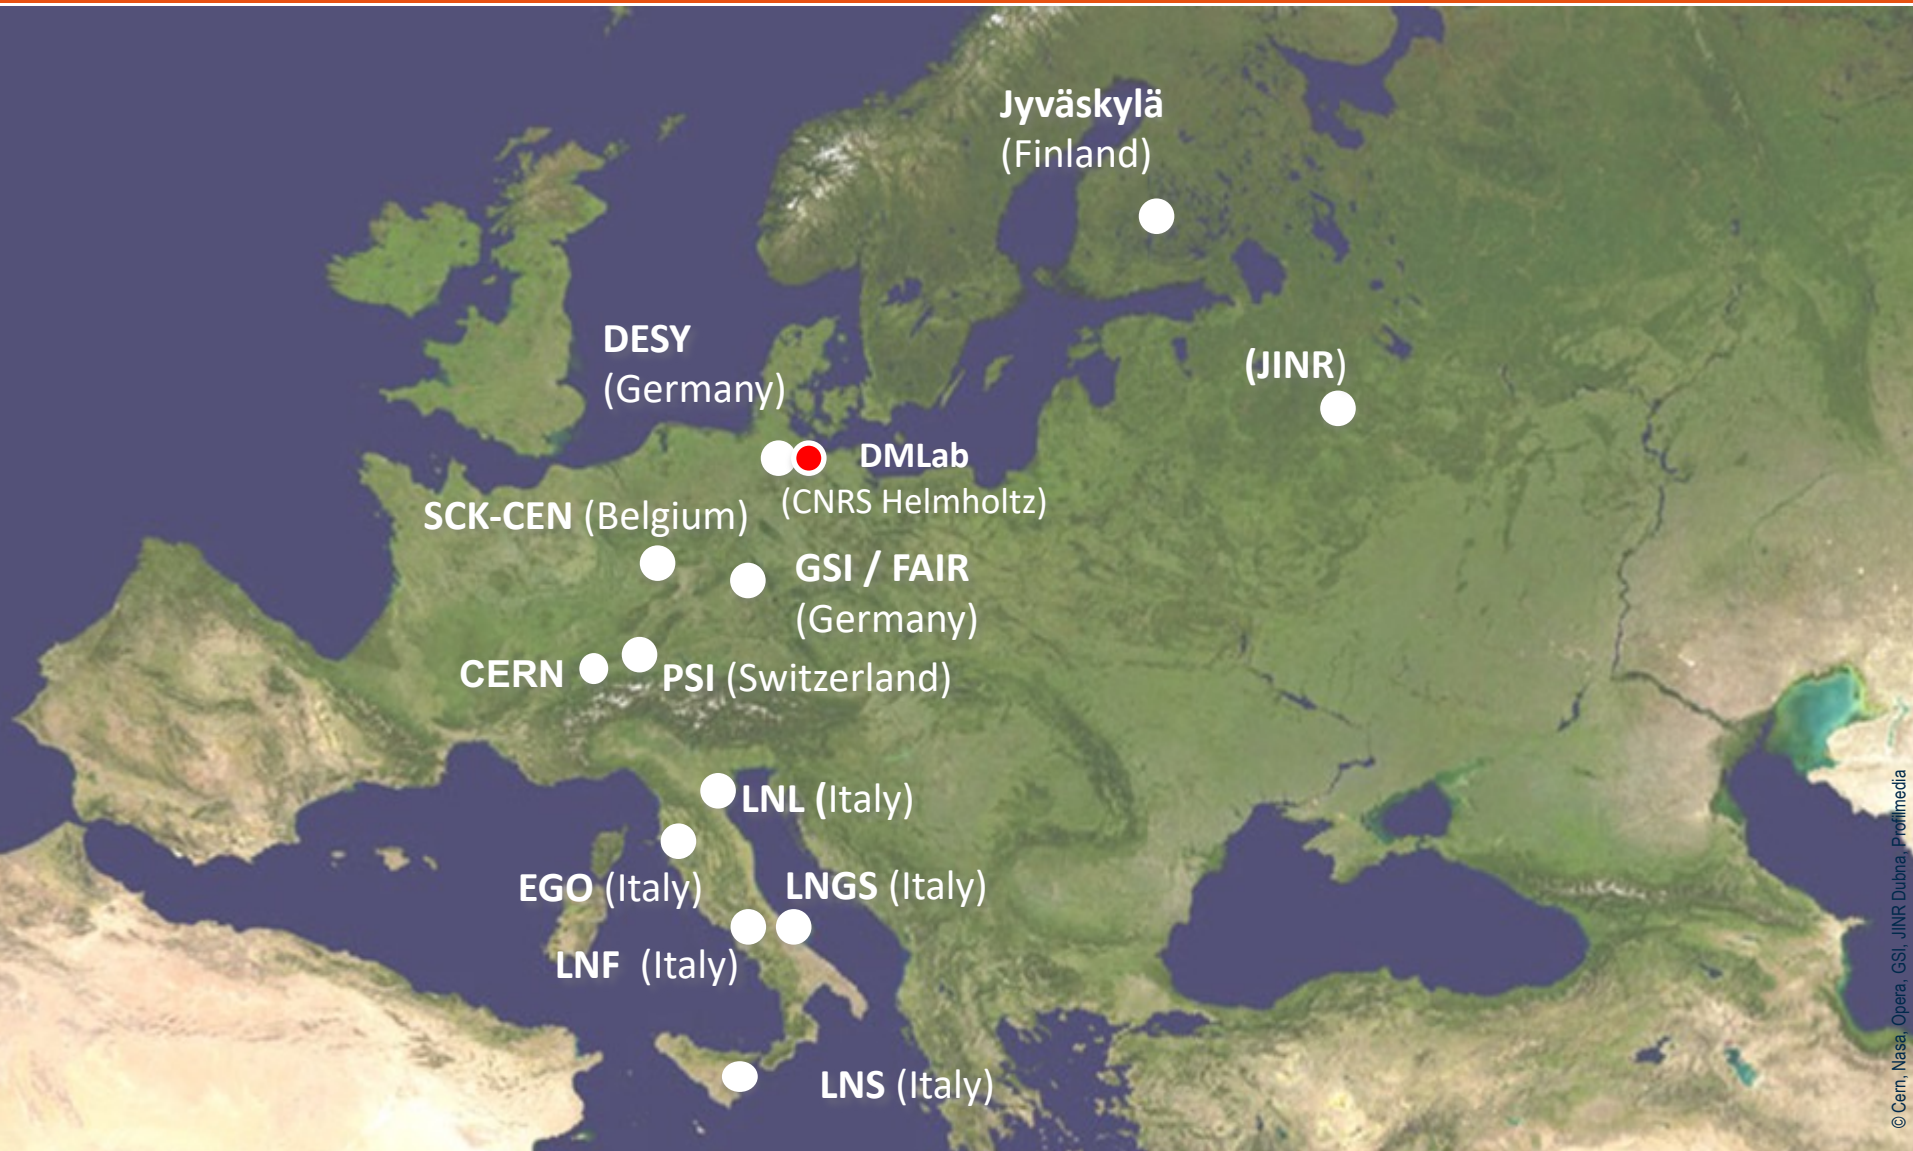 Jyväskylä
(Finland)
DESY
(Germany)
(JINR)
DMLab
(CNRS Helmholtz)
SCK-CEN (Belgium)
GSI / FAIR
(Germany)
CERN
PSI (Switzerland)
LNL (Italy)
EGO (Italy)
LNGS (Italy)
LNF (Italy)
LNS (Italy)
© Cern, Nasa, Opera, GSI, JINR Dubna, Profilmedia